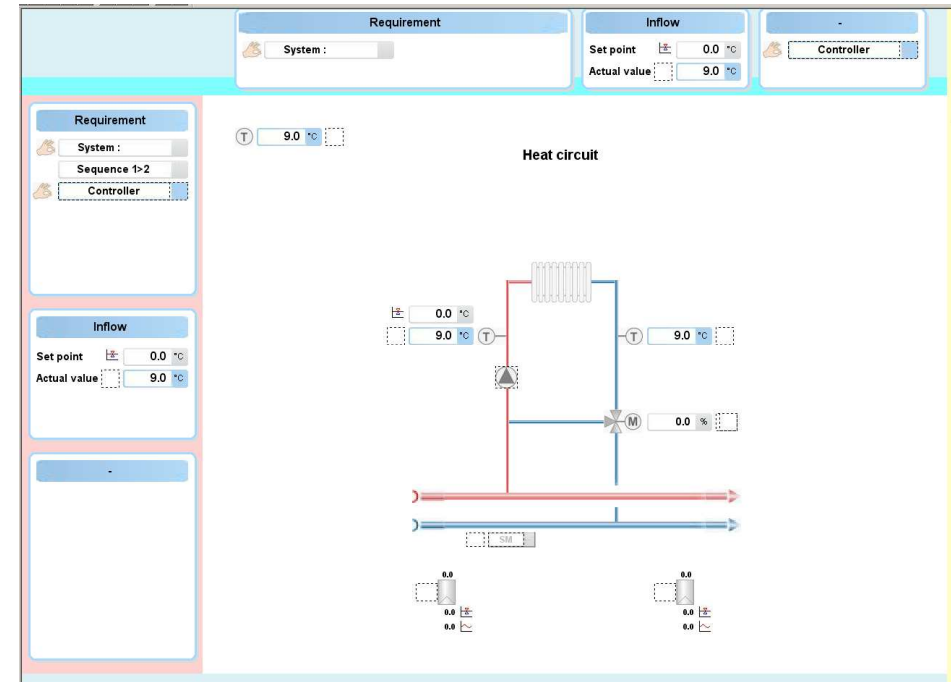 Requirement
System :
Inflow
Set point 0.0 °C
Actual value 9.0 °C
-
Controller
Requirement
System :
Sequence 1>2
Controller
Inflow
Set point 0.0 °C
Actual value 9.0 °C
-
T 9.0 °C
Heat circuit
0.0 °C
9.0 °C T
T 9.0 °C
M 0.0 %
SM
0.0
0.0
0.0
0.0
0.0
0.0